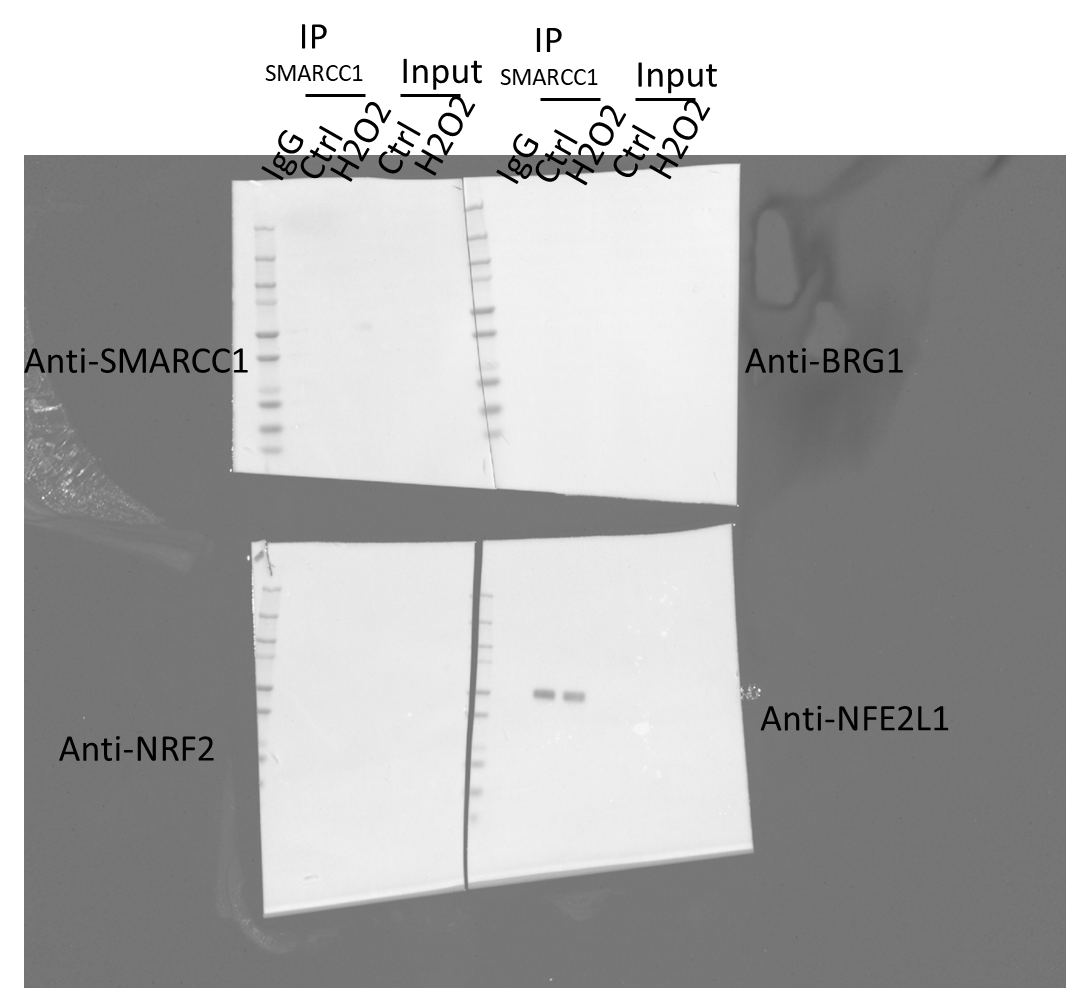 IP
SMARCC1
Input
IgG
Ctrl
H2O2
Ctrl
H2O2
IP
SMARCC1
Input
IgG
Ctrl
H2O2
Ctrl
H2O2
Anti-SMARCC1
Anti-BRG1
Anti-NRF2
Anti-NFE2L1